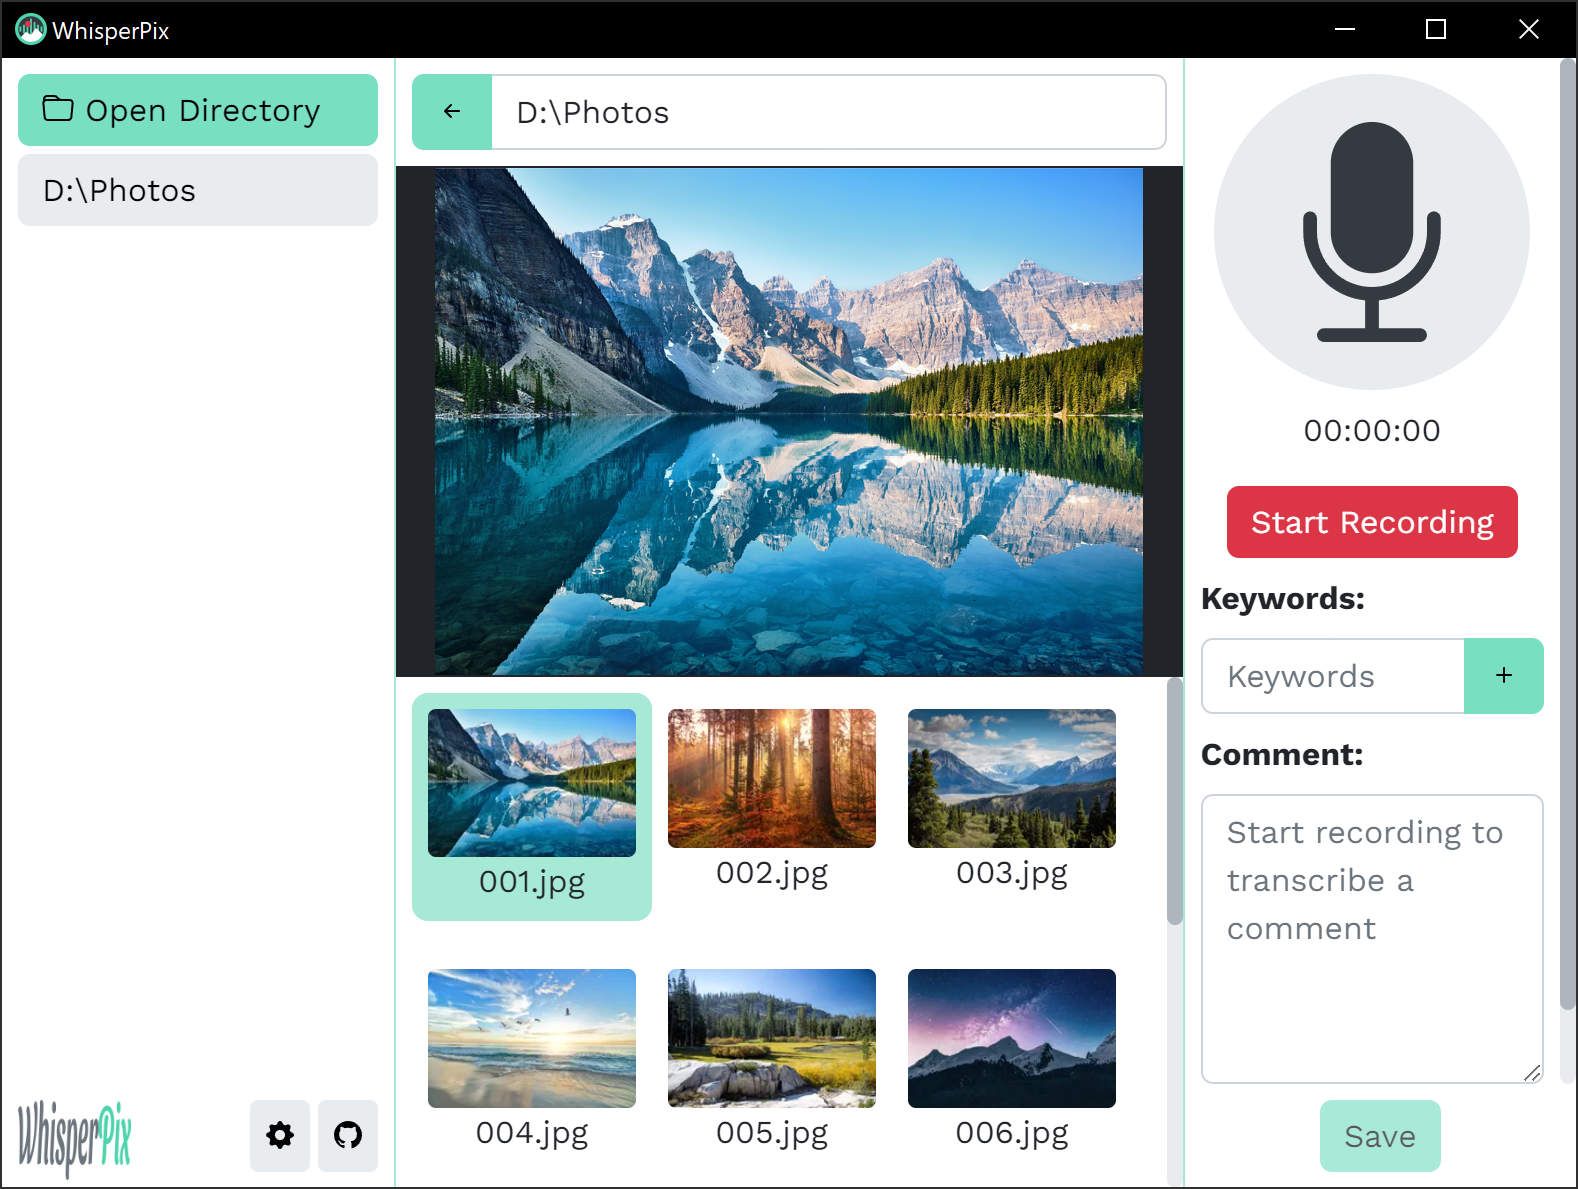 WhisperPix
Open Directory
D:\Photos
WhisperPix
D:\Photos
001.jpg
002.jpg
003.jpg
004.jpg
005.jpg
006.jpg
00:00:00
Start Recording
Keywords:
Keywords
+
Comment:
Start recording to
transcribe a
comment
Save